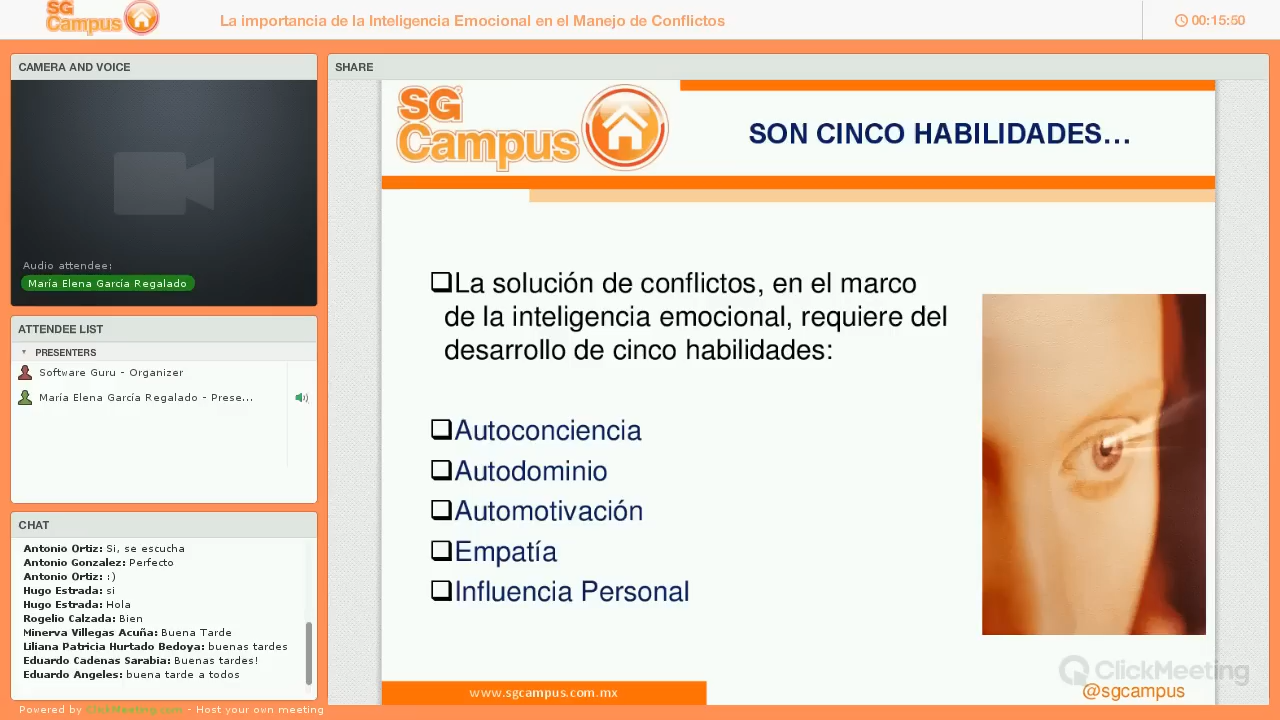 SG
Campus
La importancia de la Inteligencia Emocional en el Manejo de Conflictos
00:15:50
CAMERA AND VOICE
Audio attendee:
María Elena García Regalado
ATTENDEE LIST
PRESENTERS
Software Guru - Organizer
María Elena García Regalado - Prese...
CHAT
Antonio Ortiz: Si, se escucha
Antonio Gonzalez: Perfecto
Antonio Ortiz: :)
Hugo Estrada: si
Hugo Estrada: Hola
Rogelio Calzada: Bien
Minerva Villegas Acuña: Buena Tarde
Liliana Patricia Hurtado Bedoya: buenas tardes
Eduardo Cadenas Sarabia: Buenas tardes!
Eduardo Angeles: buena tarde a todos
Powered by ClickMeeting.com - Host your own meeting
SHARE
SG
Campus
SON CINCO HABILIDADES...
❑La solución de conflictos, en el marco
de la inteligencia emocional, requiere del
desarrollo de cinco habilidades:
❑Autoconciencia
❑Autodominio
❑Automotivación
❑Empatía
❑Influencia Personal
www.sgcampus.com.mx
ClickMeeting
@sgcampus